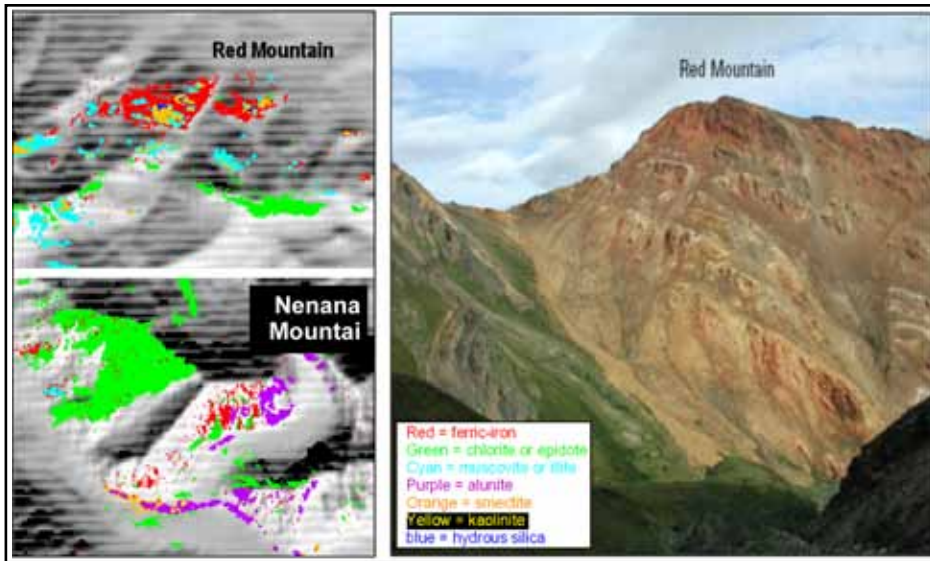 Red Mountain
Nenana
Mountai
Red Mountain
Red = ferric-iron
Green = chlorite or epidote
Cyan = muscovite or illite
Purple = alunite
Orange = smectite
Yellow = kaolinite
blue = hydrous silica